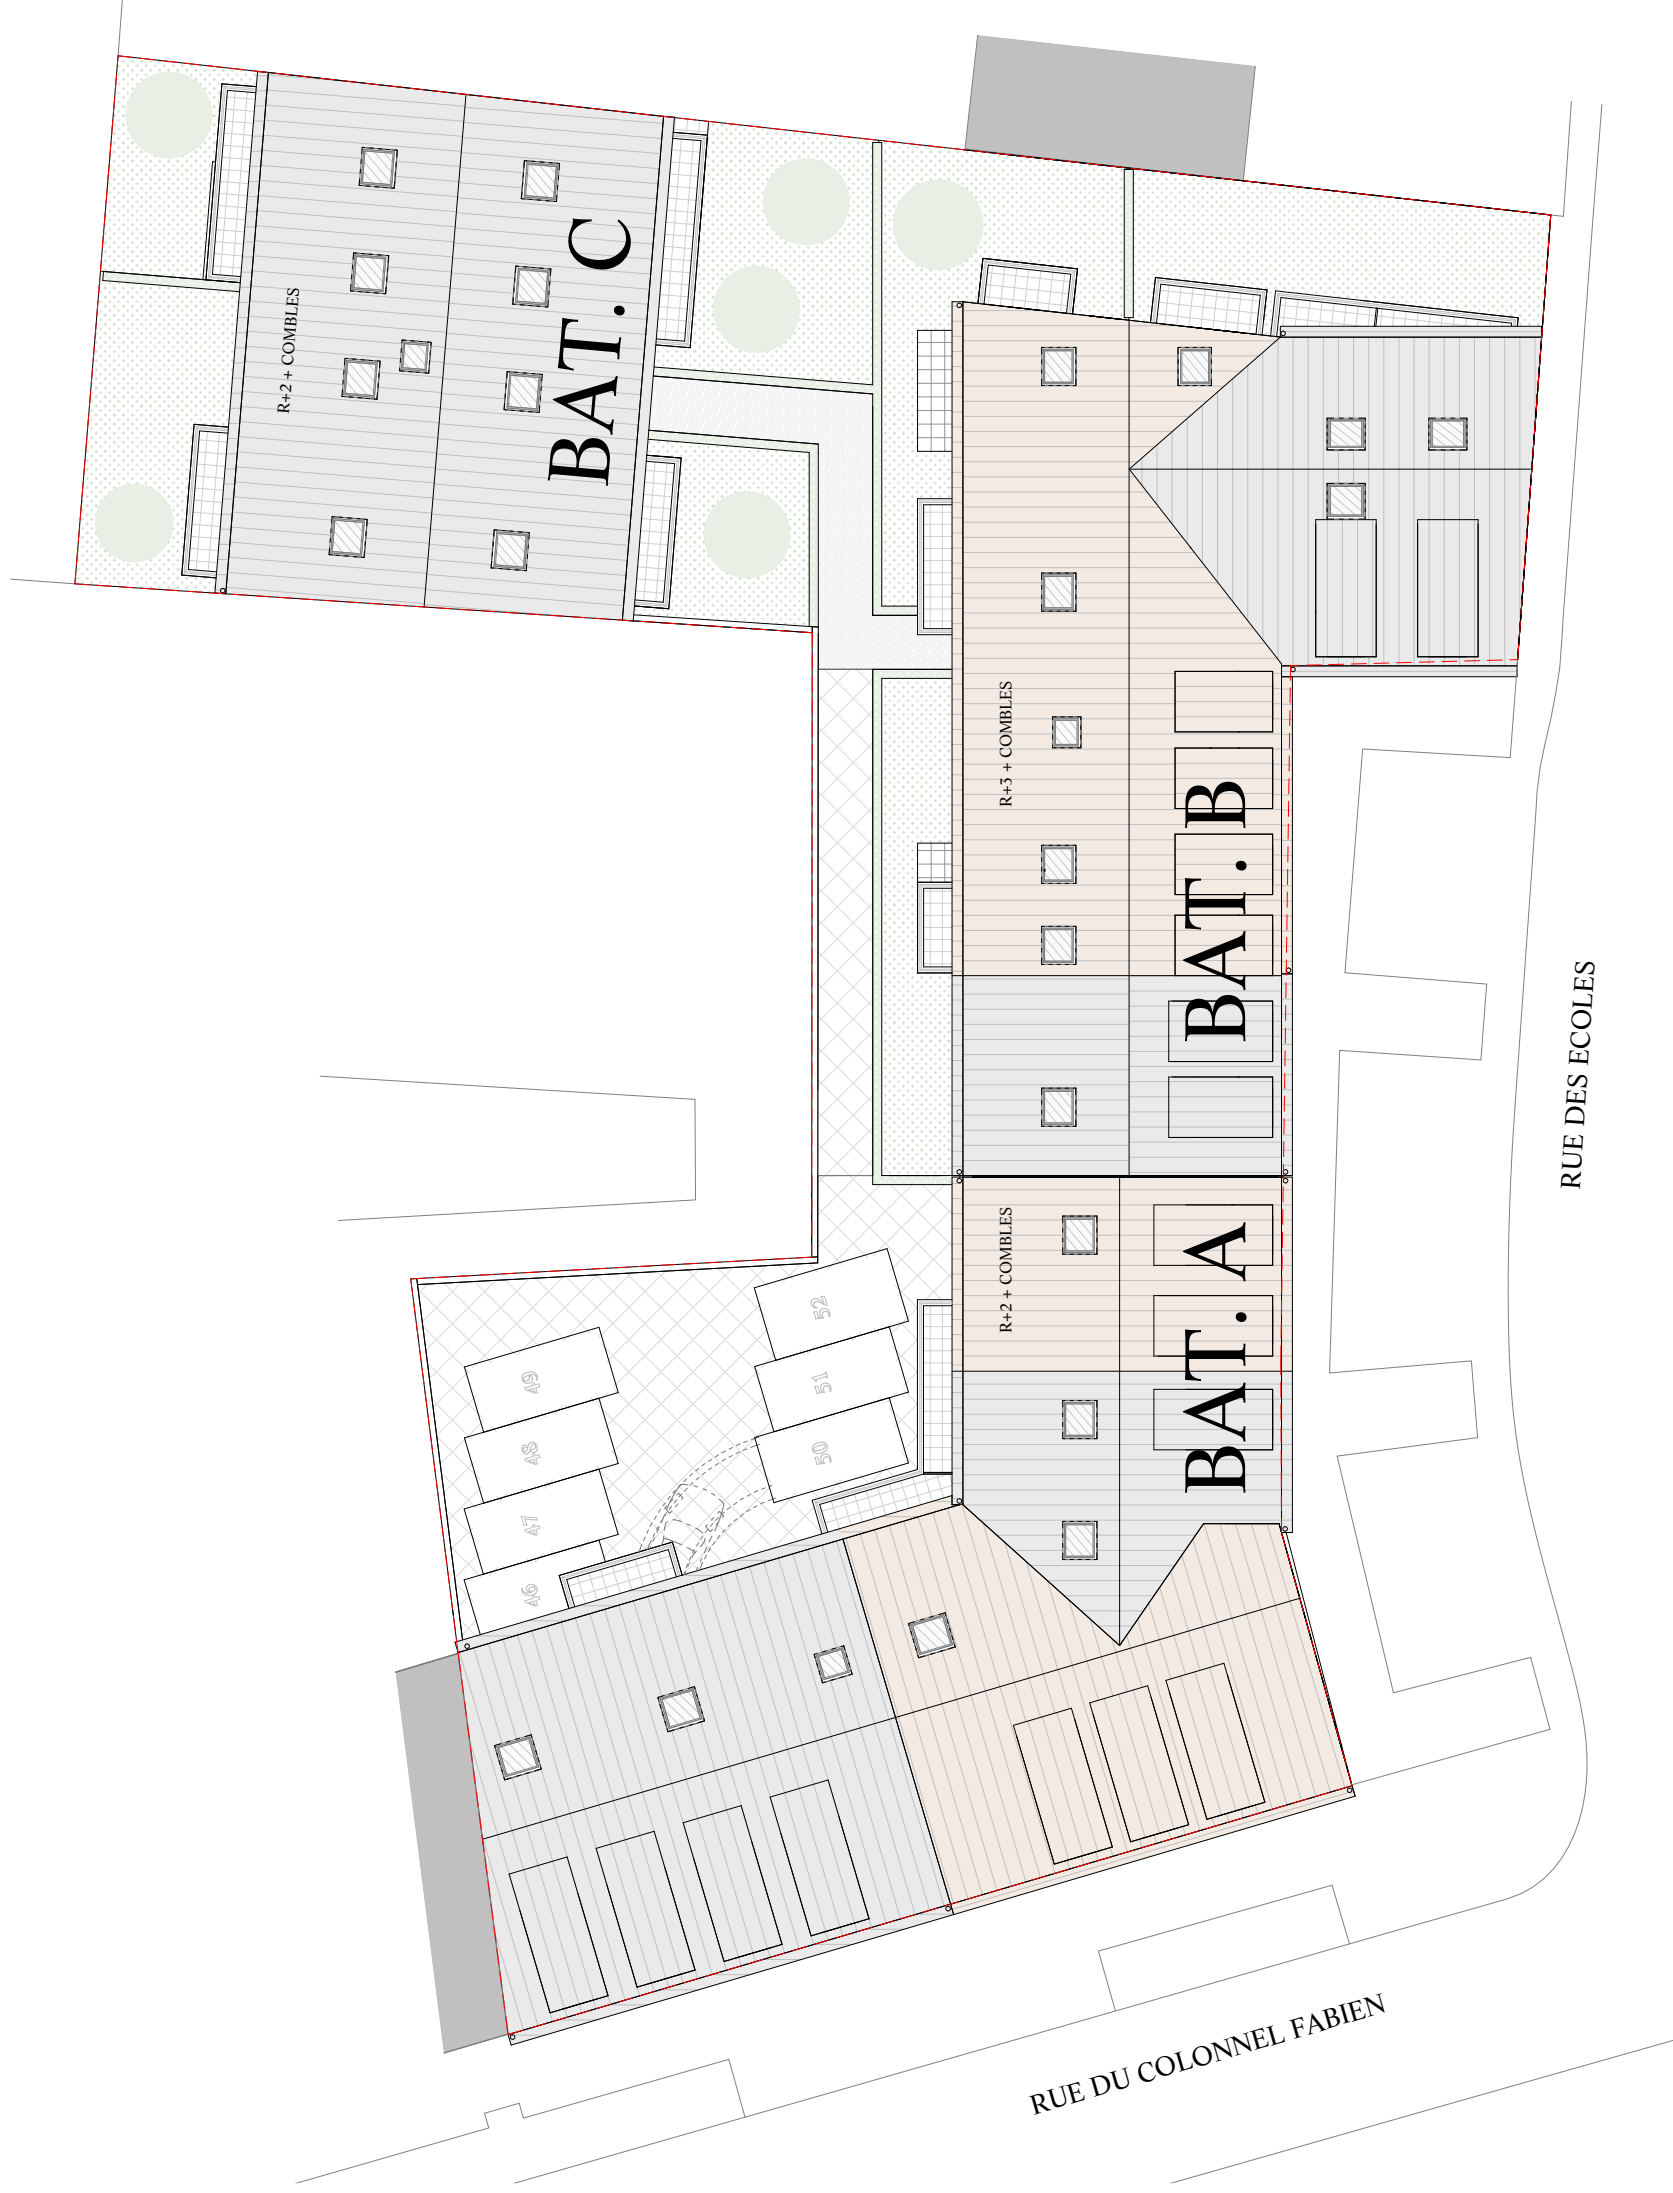 BAT. C
R+2 + COMBLES
R+3 + COMBLES
BAT. B
RUE DES ECOLES
R+2 + COMBLES
BAT. A
52
51
50
49
48
47
46
RUE DU COLONNEL FABIEN